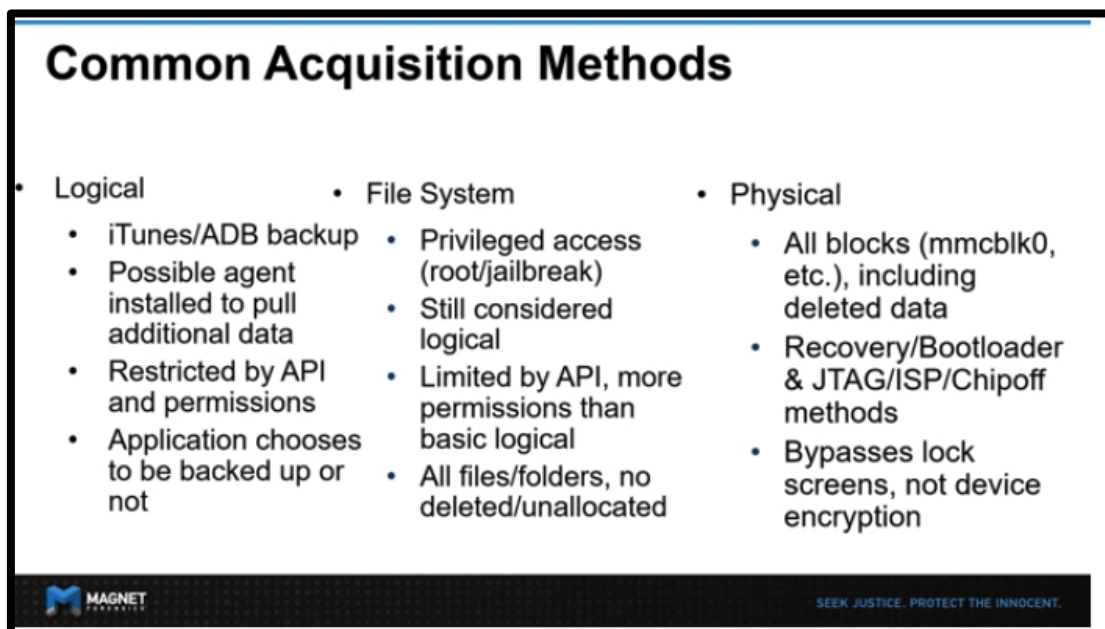 Common Acquisition Methods
• Logical
• iTunes/ADB backup
• Possible agent
installed to pull
additional data
• Restricted by API
and permissions
• Application chooses
to be backed up or
not
• File System
• Privileged access
(root/jailbreak)
• Still considered
logical
• Limited by API, more
permissions than
basic logical
• All files/folders, no
deleted/unallocated
• Physical
• All blocks (mmcblk0,
etc.), including
deleted data
• Recovery/Bootloader
& JTAG/ISP/Chipoff
methods
• Bypasses lock
screens, not device
encryption
MAGNET
FORENSICS
SEEK JUSTICE. PROTECT THE INNOCENT.